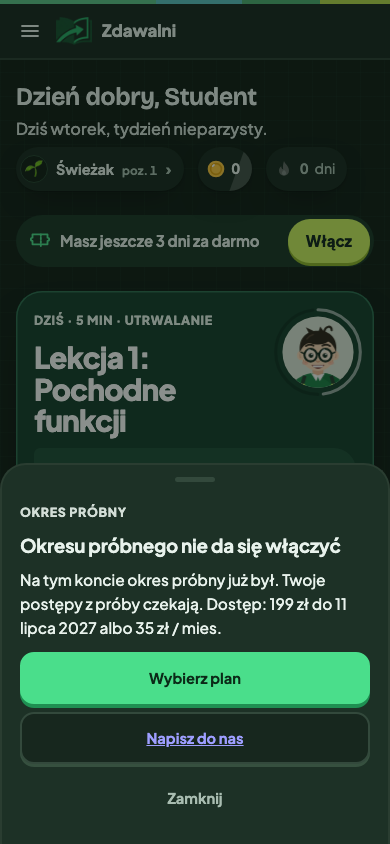 Zdawalni
Dzień dobry, Student
Dziś wtorek, tydzień nieparzysty.
Świeżak poz. 1 › 0 0 dni
Masz jeszcze 3 dni za darmo Włącz
DZIŚ · 5 MIN · UTRWALANIE
Lekcja 1:
Pochodne
funkcji
OKRES PRÓBNY
Okresu próbnego nie da się włączyć
Na tym koncie okres próbny już był. Twoje
postępy z próby czekają. Dostęp: 199 zł do 11
lipca 2027 albo 35 zł / mies.
Wybierz plan
Napisz do nas
Zamknij